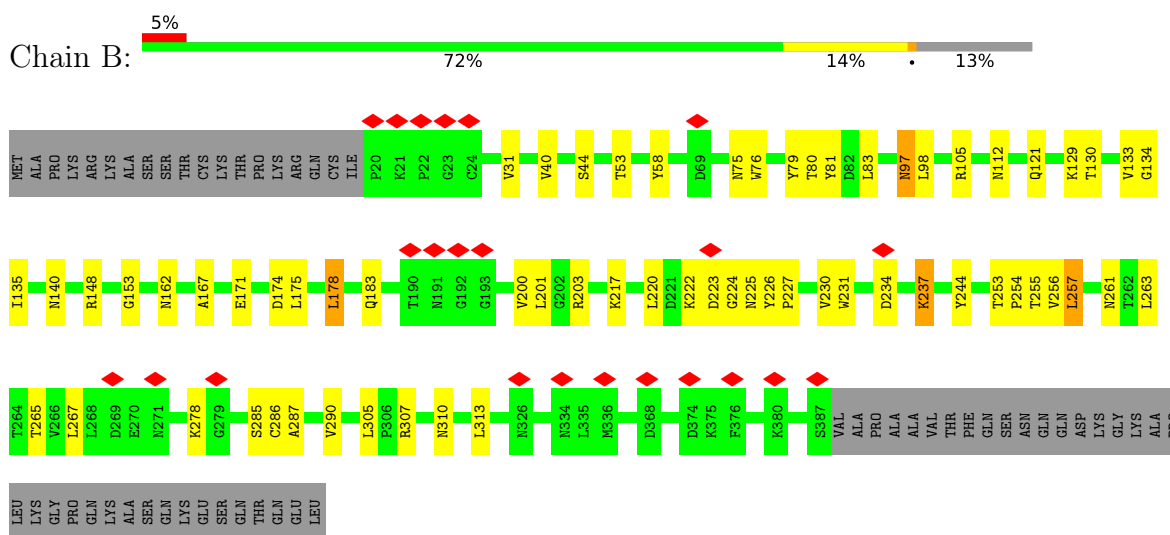 5%
Chain B:
72% 14% • 13%
MET ALA PRO LYS ARG LYS ALA SER SER THR CYS LYS THR PRO LYS ARG GLN CYS ILE P20 K21 P22 G23 C24 V31 V40 S44 T53 Y58 D69 N75 W76 Y79 T80 Y81 D82 L83 N97 L98 R105 N112 Q121 K129 T130 V133 G134
I135 N140 R148 G153 N162 A167 E171 D174 L175 L178 Q183 T190 N191 G192 G193 V200 L201 G202 R203 K217 L220 D221 K222 D223 G224 N225 Y226 P227 V230 W231 D234 K237 Y244 T253 P254 T255 V256 L257 N261 T262 L263
T264 T265 V266 L267 L268 D269 E270 N271 K278 G279 S285 C286 A287 V290 L305 P306 R307 N310 L313 N326 N334 L335 M336 D368 D374 K375 F376 K380 S387 VAL ALA PRO ALA ALA VAL THR PHE GLN SER ASN GLN GLN ASP LYS GLY LYS ALA
LEU LYS GLY PRO GLN LYS ALA SER GLN LYS GLU SER GLN THR GLN GLU LEU